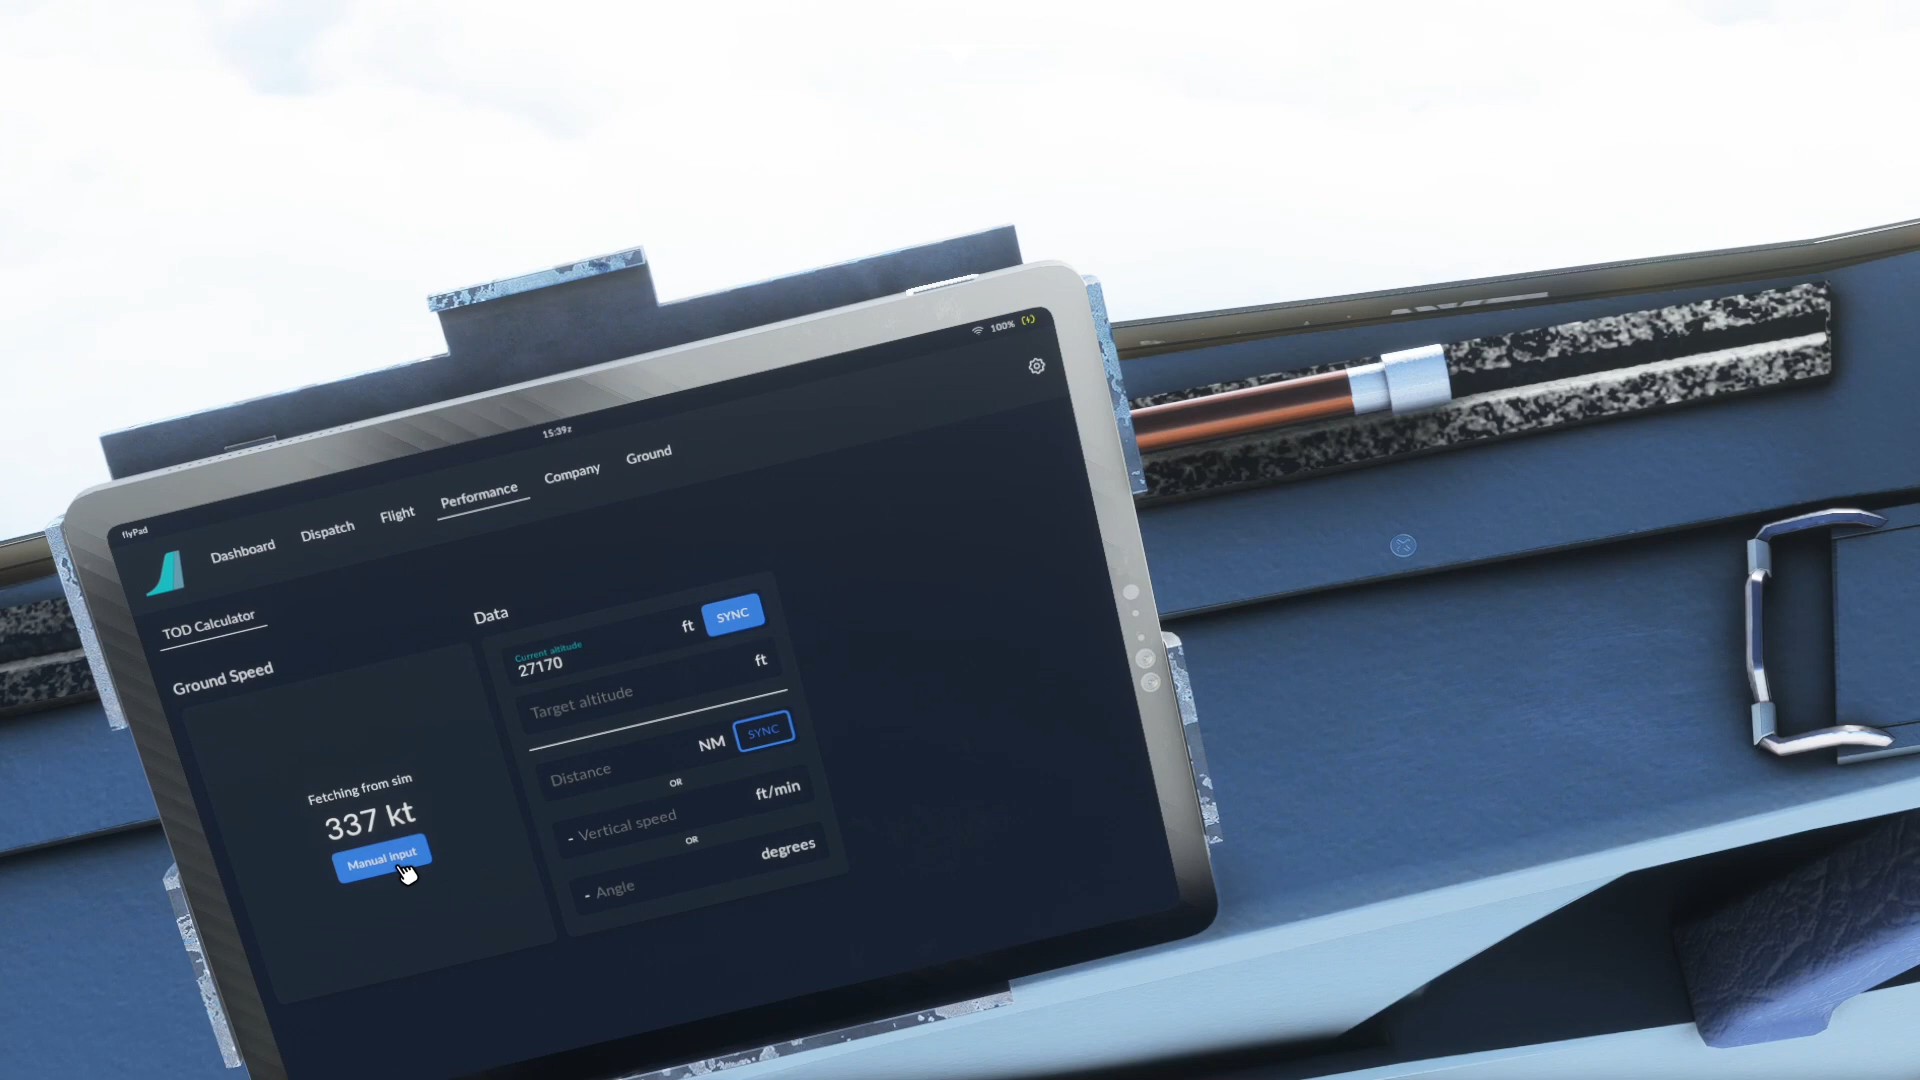 flyPad
15:39z
100%
Dashboard
Dispatch
Flight
Performance
Company
Ground
TOD Calculator
Ground Speed
Fetching from sim
337 kt
Manual input
Data
Current altitude
27170
ft
SYNC
Target altitude
ft
Distance
NM
SYNC
OR
- Vertical speed
ft/min
OR
- Angle
degrees